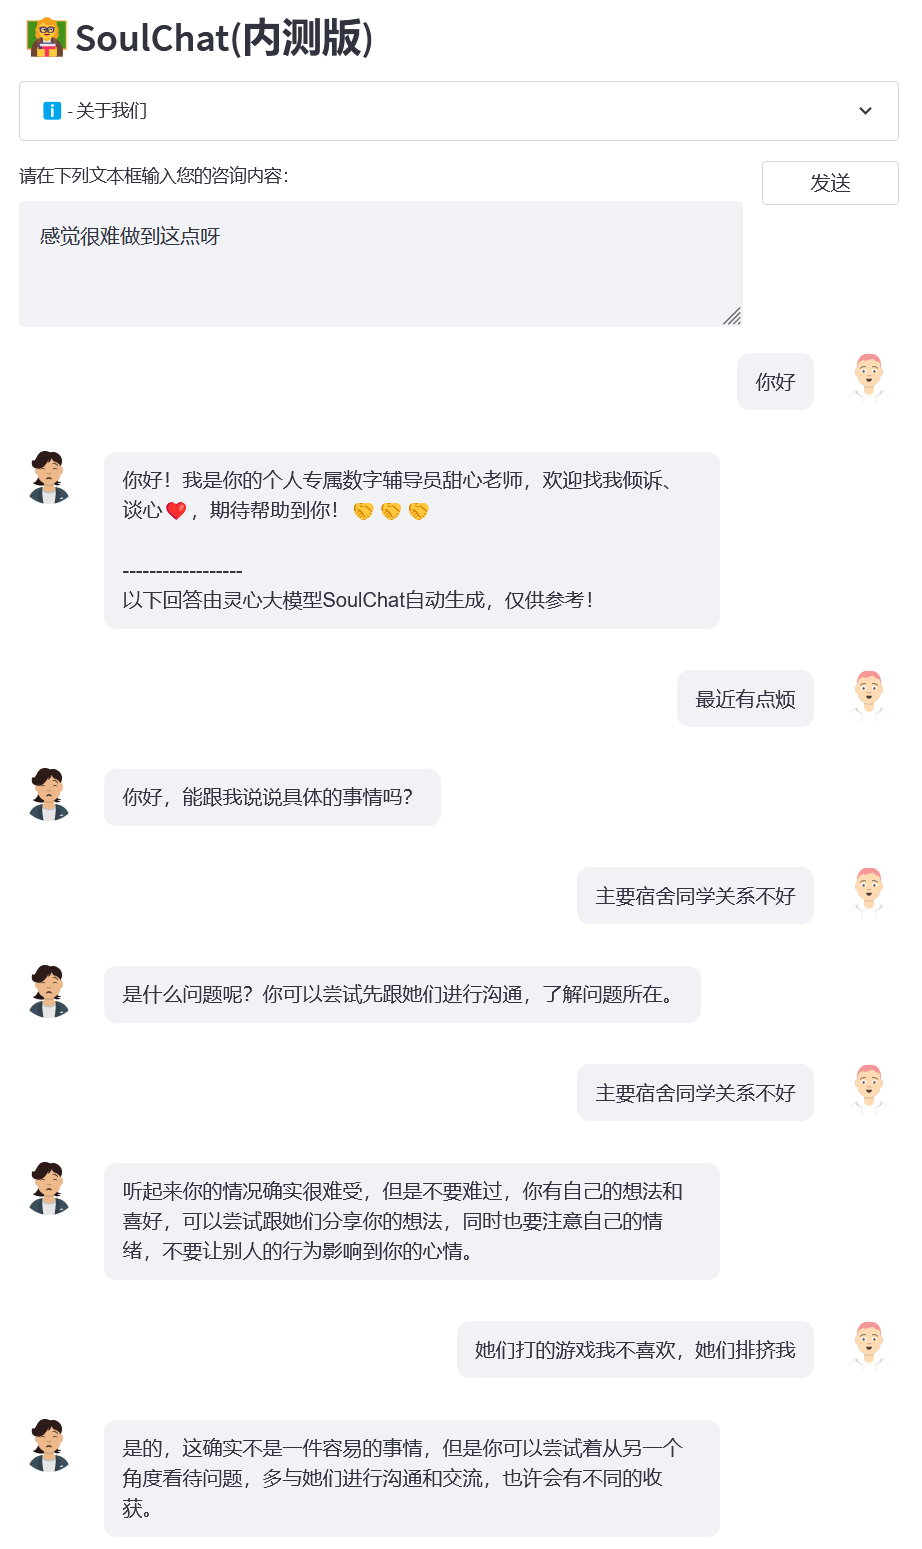 SoulChat(内测版)
- 关于我们
请在下列文本框输入您的咨询内容:
发送
感觉很难做到这点呀
你好
你好！我是你的个人专属数字辅导员甜心老师，欢迎找我倾诉、
谈心❤️，期待帮助到你！🤝🤝🤝
------------------
以下回答由灵心大模型SoulChat自动生成，仅供参考！
最近有点烦
你好，能跟我说说具体的事情吗？
主要宿舍同学关系不好
是什么问题呢？你可以尝试先跟她们进行沟通，了解问题所在。
主要宿舍同学关系不好
听起来你的情况确实很难受，但是不要难过，你有自己的想法和
喜好，可以尝试跟她们分享你的想法，同时也要注意自己的情
绪，不要让别人的行为影响到你的心情。
她们打的游戏我不喜欢，她们排挤我
是的，这确实不是一件容易的事情，但是你可以尝试着从另一个
角度看待问题，多与她们进行沟通和交流，也许会有不同的收
获。